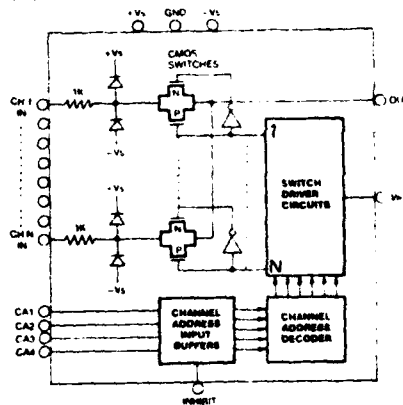 +Vs GND -Vs
+Vs
CMOS
SWITCHES
CH 1
IN
1K
N
P
-Vs
1
SWITCH
DRIVER
CIRCUITS
+Vs
CH N
IN
1K
N
P
-Vs
N
CA1
CA2
CA3
CA4
CHANNEL
ADDRESS
INPUT
BUFFERS
CHANNEL
ADDRESS
DECODER
INHIBIT